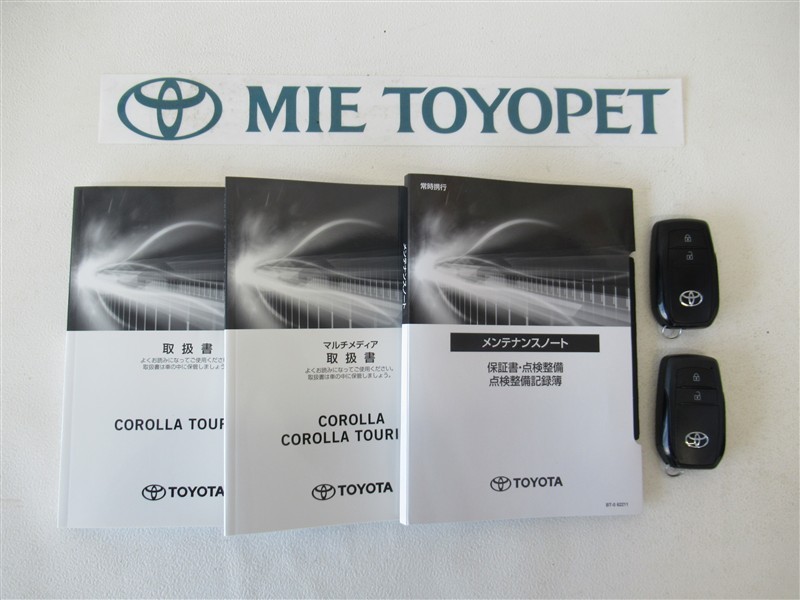 MIE TOYOPET
取扱書
よくお読みになってご使用ください。
取扱書は車の中に保管しましょう。
COROLLA TOUR
TOYOTA
マルチメディア
取扱書
よくお読みになってご使用ください。
取扱書は車の中に保管しましょう。
COROLLA
COROLLA TOURI
TOYOTA
メンテナンスノート
常時携行
メンテナンスノート
保証書・点検整備
点検整備記録簿
TOYOTA